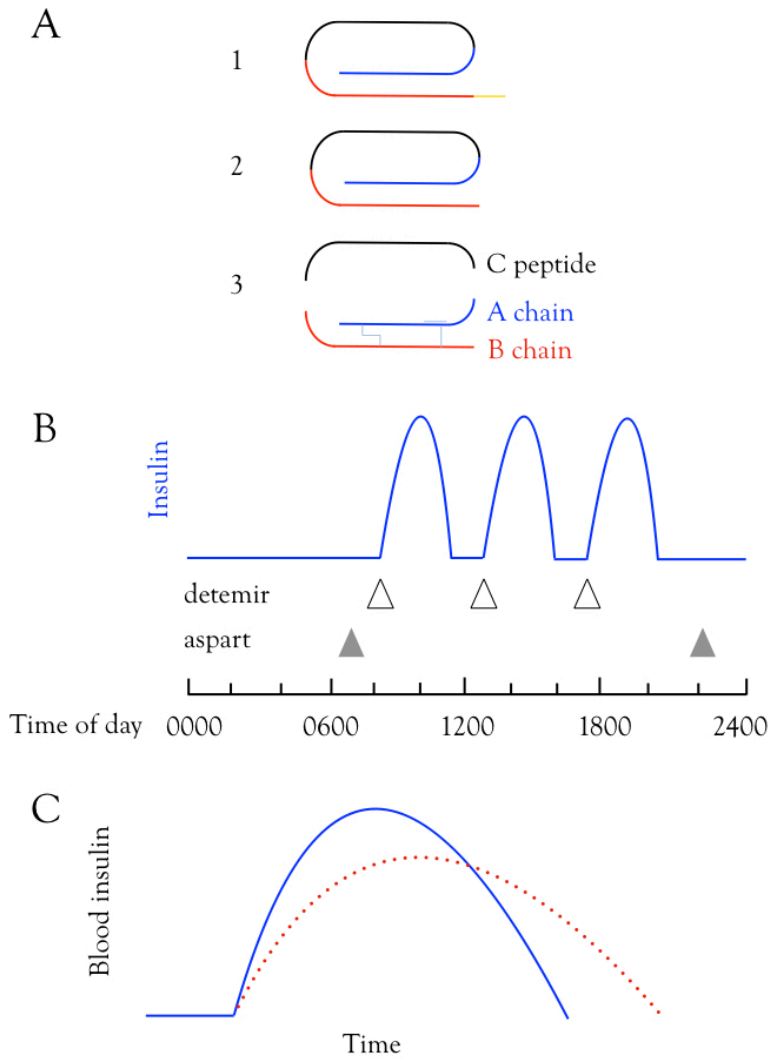 A
1
2
3
C peptide
A chain
B chain
B
Insulin
detemir
aspart
Time of day 0000 0600 1200 1800 2400
C
Blood insulin
Time